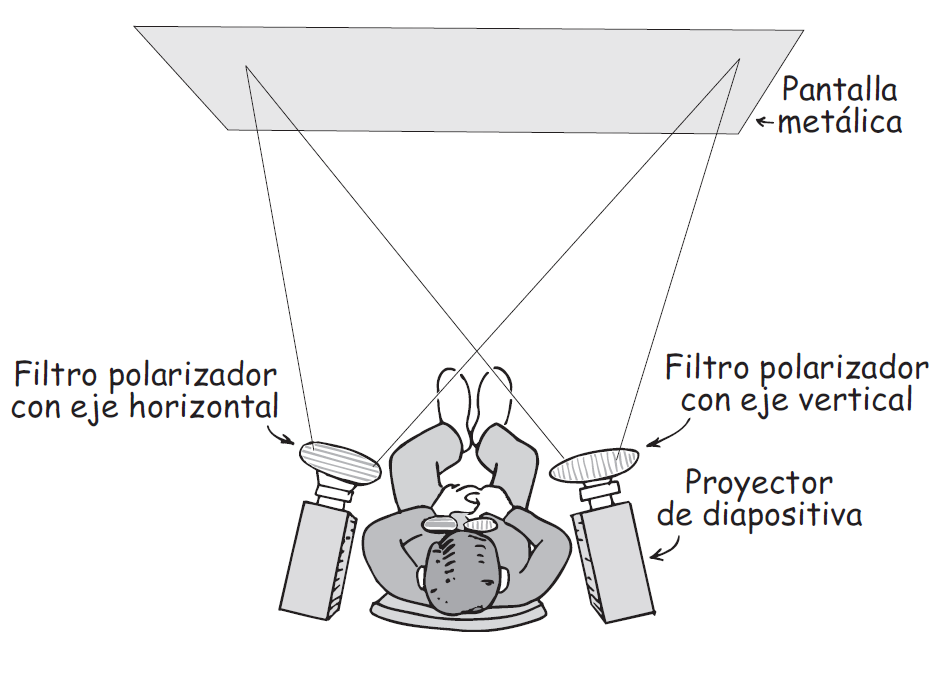 Pantalla
metálica
Filtro polarizador
con eje horizontal
Filtro polarizador
con eje vertical
Proyector
de diapositiva